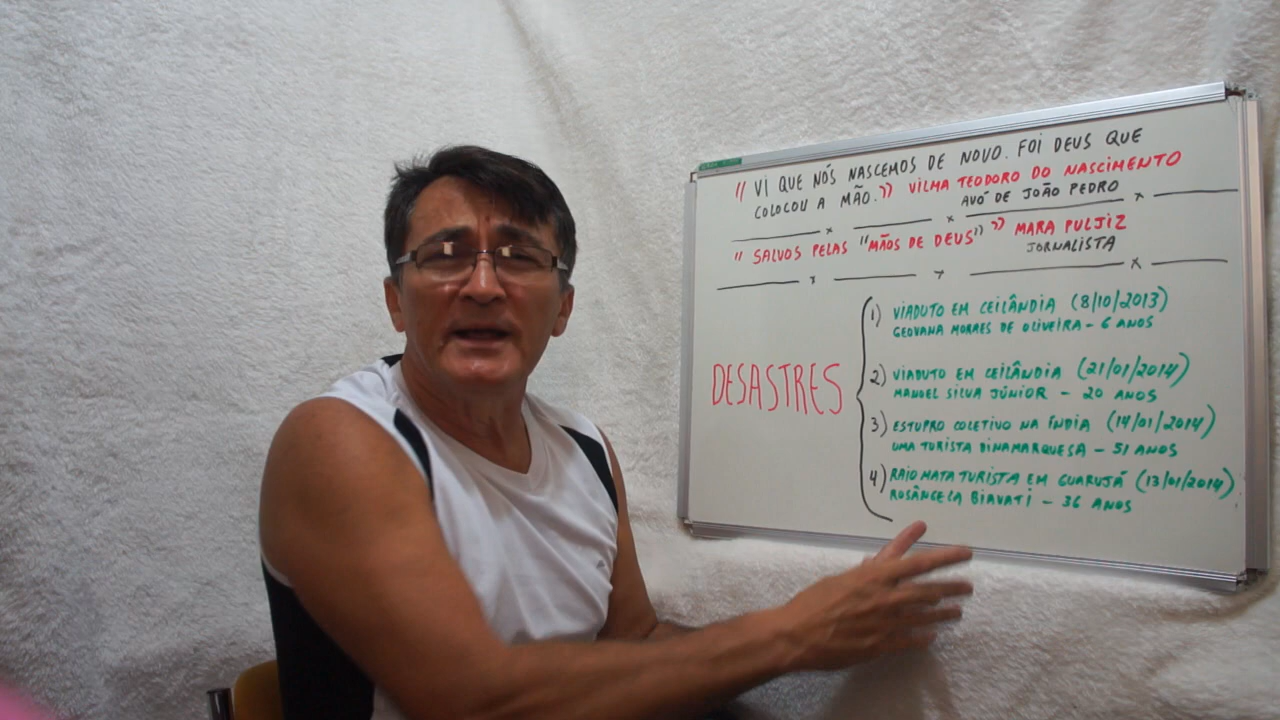 " VI QUE NÓS NASCEMOS DE NOVO. FOI DEUS QUE
COLOCOU A MÃO." VILMA TEODORO DO NASCIMENTO
AVÓ DE JOÃO PEDRO
" SALVOS PELAS "MÃOS DE DEUS" " MARA PULJIZ
JORNALISTA
DESASTRES
1) VIADUTO EM CEILÂNDIA (8/10/2013)
GEOVANA MORAES DE OLIVEIRA - 6 ANOS
2) VIADUTO EM CEILÂNDIA (21/01/2014)
MANOEL SILVA JÚNIOR - 20 ANOS
3) ESTUPRO COLETIVO NA ÍNDIA (14/01/2014)
UMA TURISTA DINAMARQUESA - 51 ANOS
4) RAIO MATA TURISTA EM GUARUJÁ (13/01/2014)
ROSÂNGELA BIAVATI - 36 ANOS